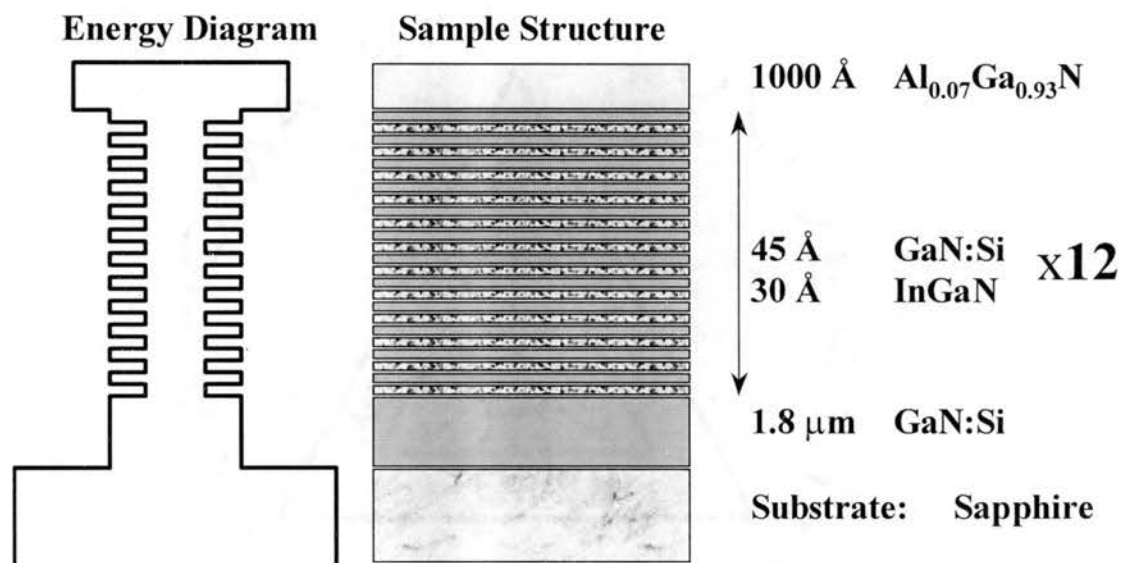 Energy Diagram
Sample Structure
1000 Å Al₀.₀₇Ga₀.₉₃N
45 Å GaN:Si
30 Å InGaN
x12
1.8 μm GaN:Si
Substrate: Sapphire